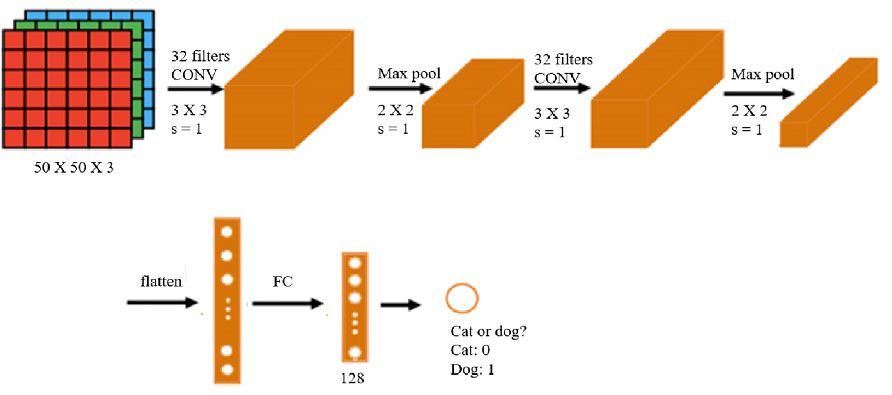 32 filters
CONV
3 X 3
s = 1
50 X 50 X 3
Max pool
2 X 2
s = 1
32 filters
CONV
3 X 3
s = 1
Max pool
2 X 2
s = 1
flatten
FC
128
Cat or dog?
Cat: 0
Dog: 1